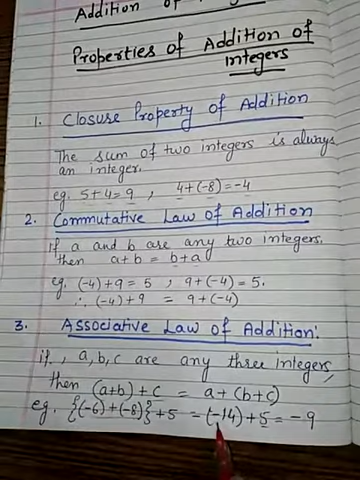 Addition of
Properties of Addition of
integers
1. Closure Property of Addition
The sum of two integers is always
an integer.
eg. 5+4=9 , 4+(-8)=-4
2. Commutative Law of Addition
if a and b are any two integers.
then a+b = b+a
eg. (-4)+9 = 5 , 9+(-4)=5.
∴ (-4)+9 = 9+(-4)
3. Associative Law of Addition:
if, a,b,c are any three integers,
then (a+b)+c = a+(b+c)
eg. {(-6)+(-8)}+5 = (-14)+5 = -9